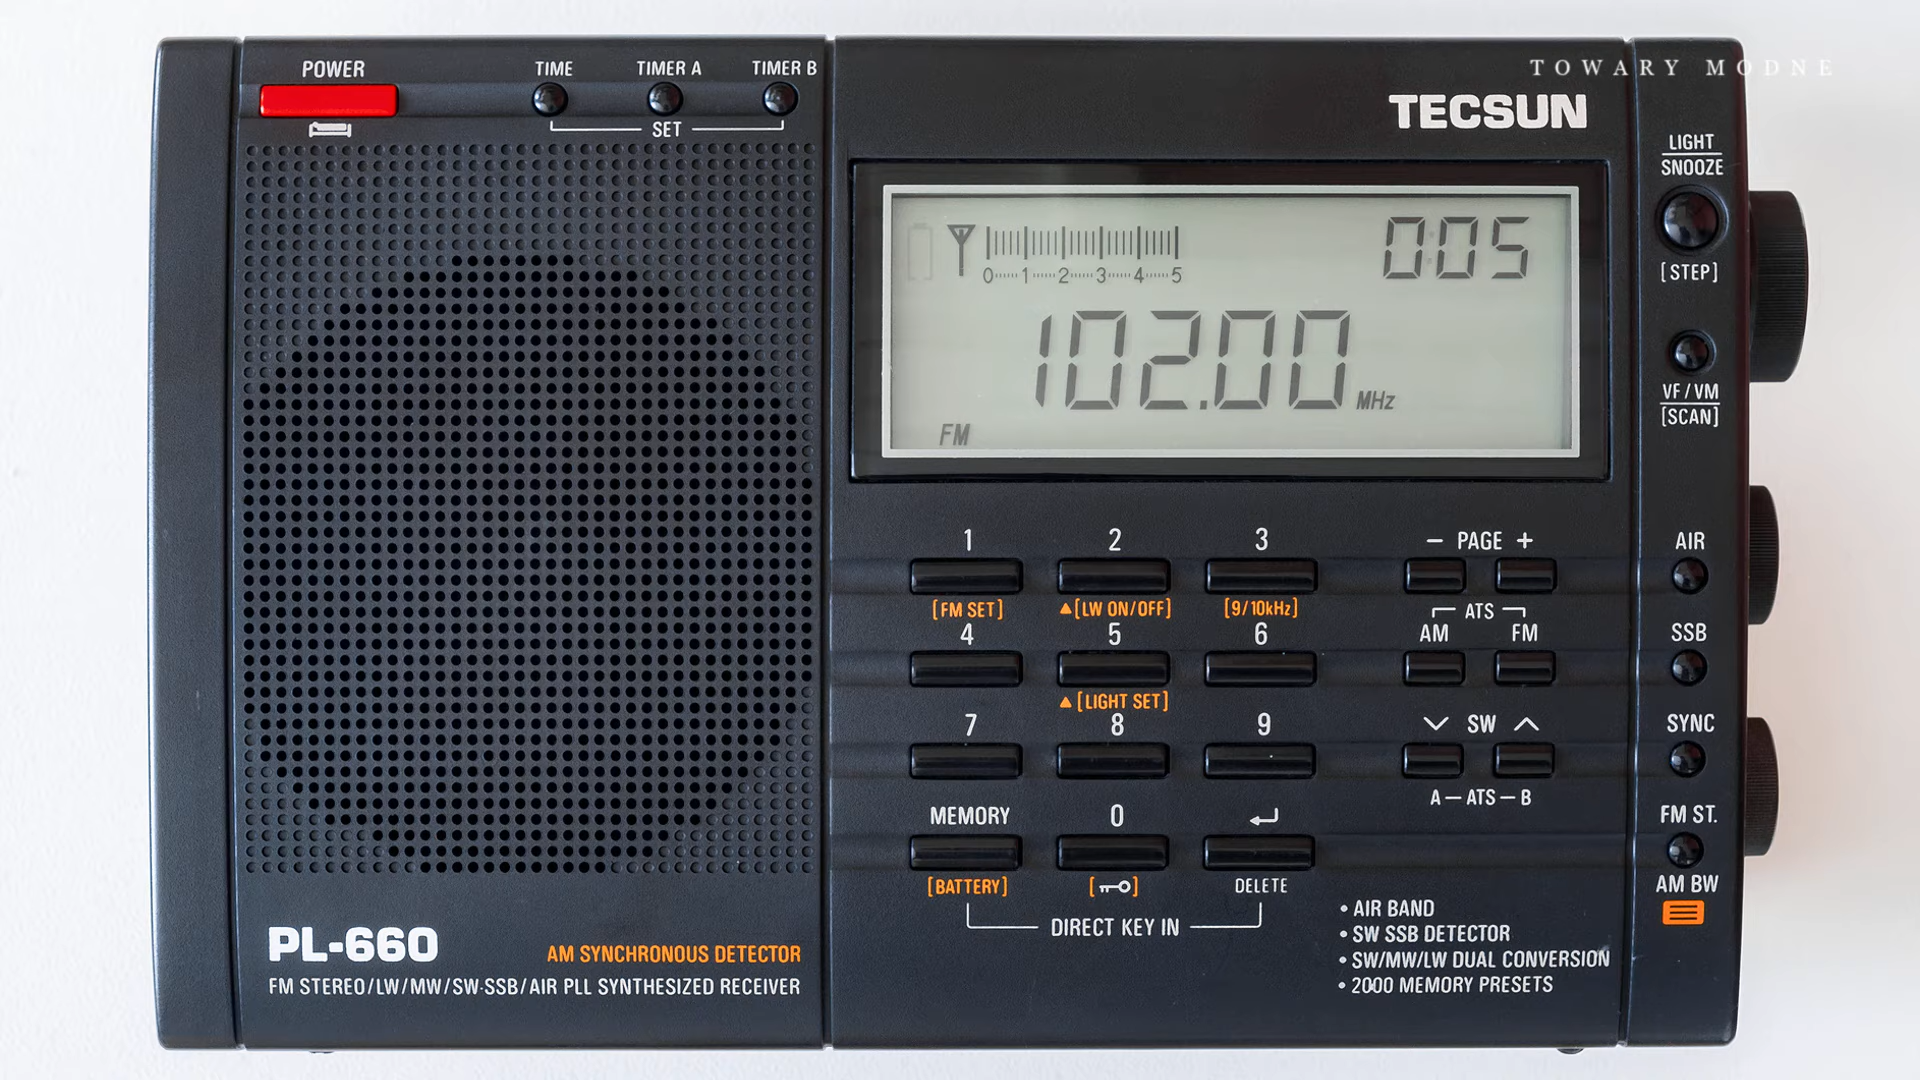 TOWARY MODNE
POWER
TIME TIMER A TIMER B
SET
TECSUN
LIGHT
SNOOZE
[STEP]
0:05
0 1 2 3 4 5
102.00 MHz
FM
VF/VM
[SCAN]
1 2 3 - PAGE + AIR
[FM SET] ▲[LW ON/OFF] [9/10kHz] ATS
4 5 6 AM FM SSB
▲[LIGHT SET]
7 8 9 SW SYNC
A - ATS - B
MEMORY 0 ↵ FM ST.
[BATTERY] DELETE AM BW
DIRECT KEY IN
PL-660
AM SYNCHRONOUS DETECTOR
FM STEREO/LW/MW/SW-SSB/AIR PLL SYNTHESIZED RECEIVER
• AIR BAND
• SW SSB DETECTOR
• SW/MW/LW DUAL CONVERSION
• 2000 MEMORY PRESETS